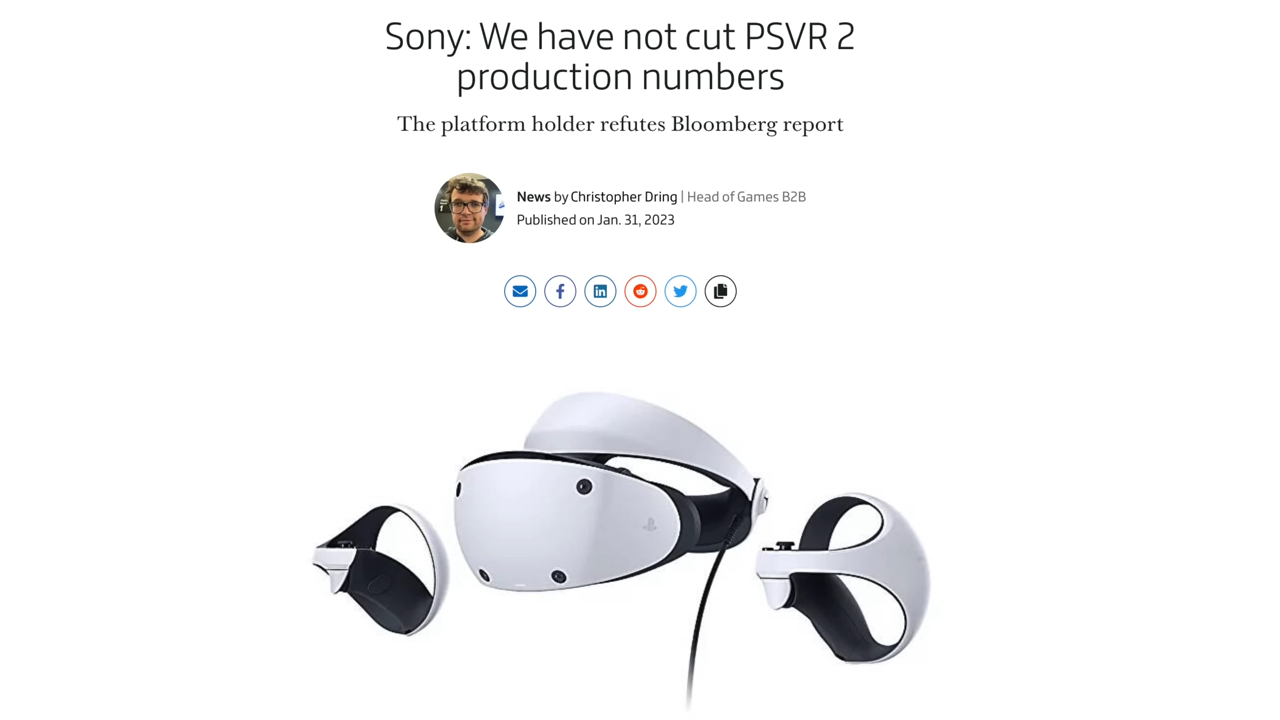 Sony: We have not cut PSVR 2
production numbers
The platform holder refutes Bloomberg report
News by Christopher Dring | Head of Games B2B
Published on Jan. 31, 2023